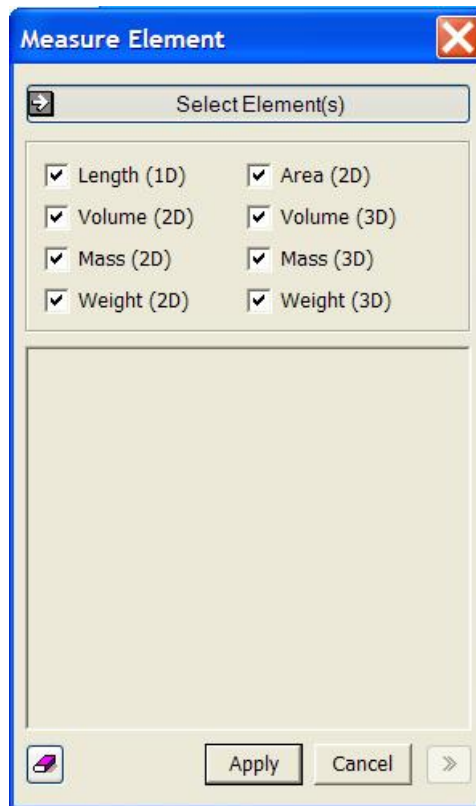 Measure Element
Select Element(s)
Length (1D) Area (2D)
Volume (2D) Volume (3D)
Mass (2D) Mass (3D)
Weight (2D) Weight (3D)
Apply Cancel